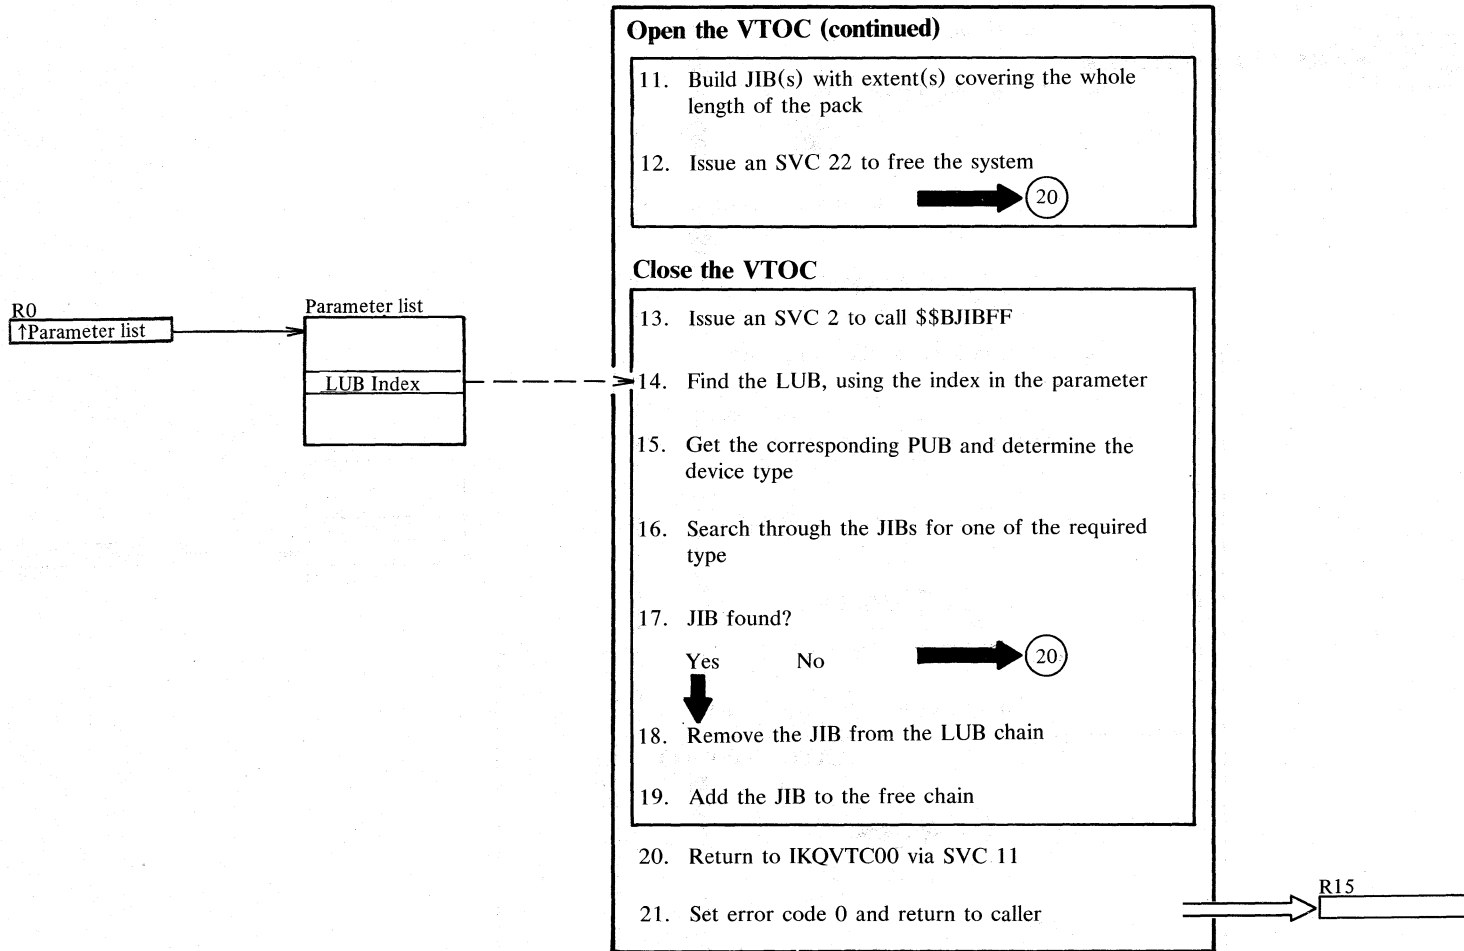 Open the VTOC (continued)
11. Build JIB(s) with extent(s) covering the whole
length of the pack
12. Issue an SVC 22 to free the system
20
Close the VTOC
R0
↑Parameter list
Parameter list
LUB Index
13. Issue an SVC 2 to call $$BJIBFF
14. Find the LUB, using the index in the parameter
15. Get the corresponding PUB and determine the
device type
16. Search through the JIBs for one of the required
type
17. JIB found?
Yes No
20
18. Remove the JIB from the LUB chain
19. Add the JIB to the free chain
20. Return to IKQVTC00 via SVC 11
21. Set error code 0 and return to caller
R15